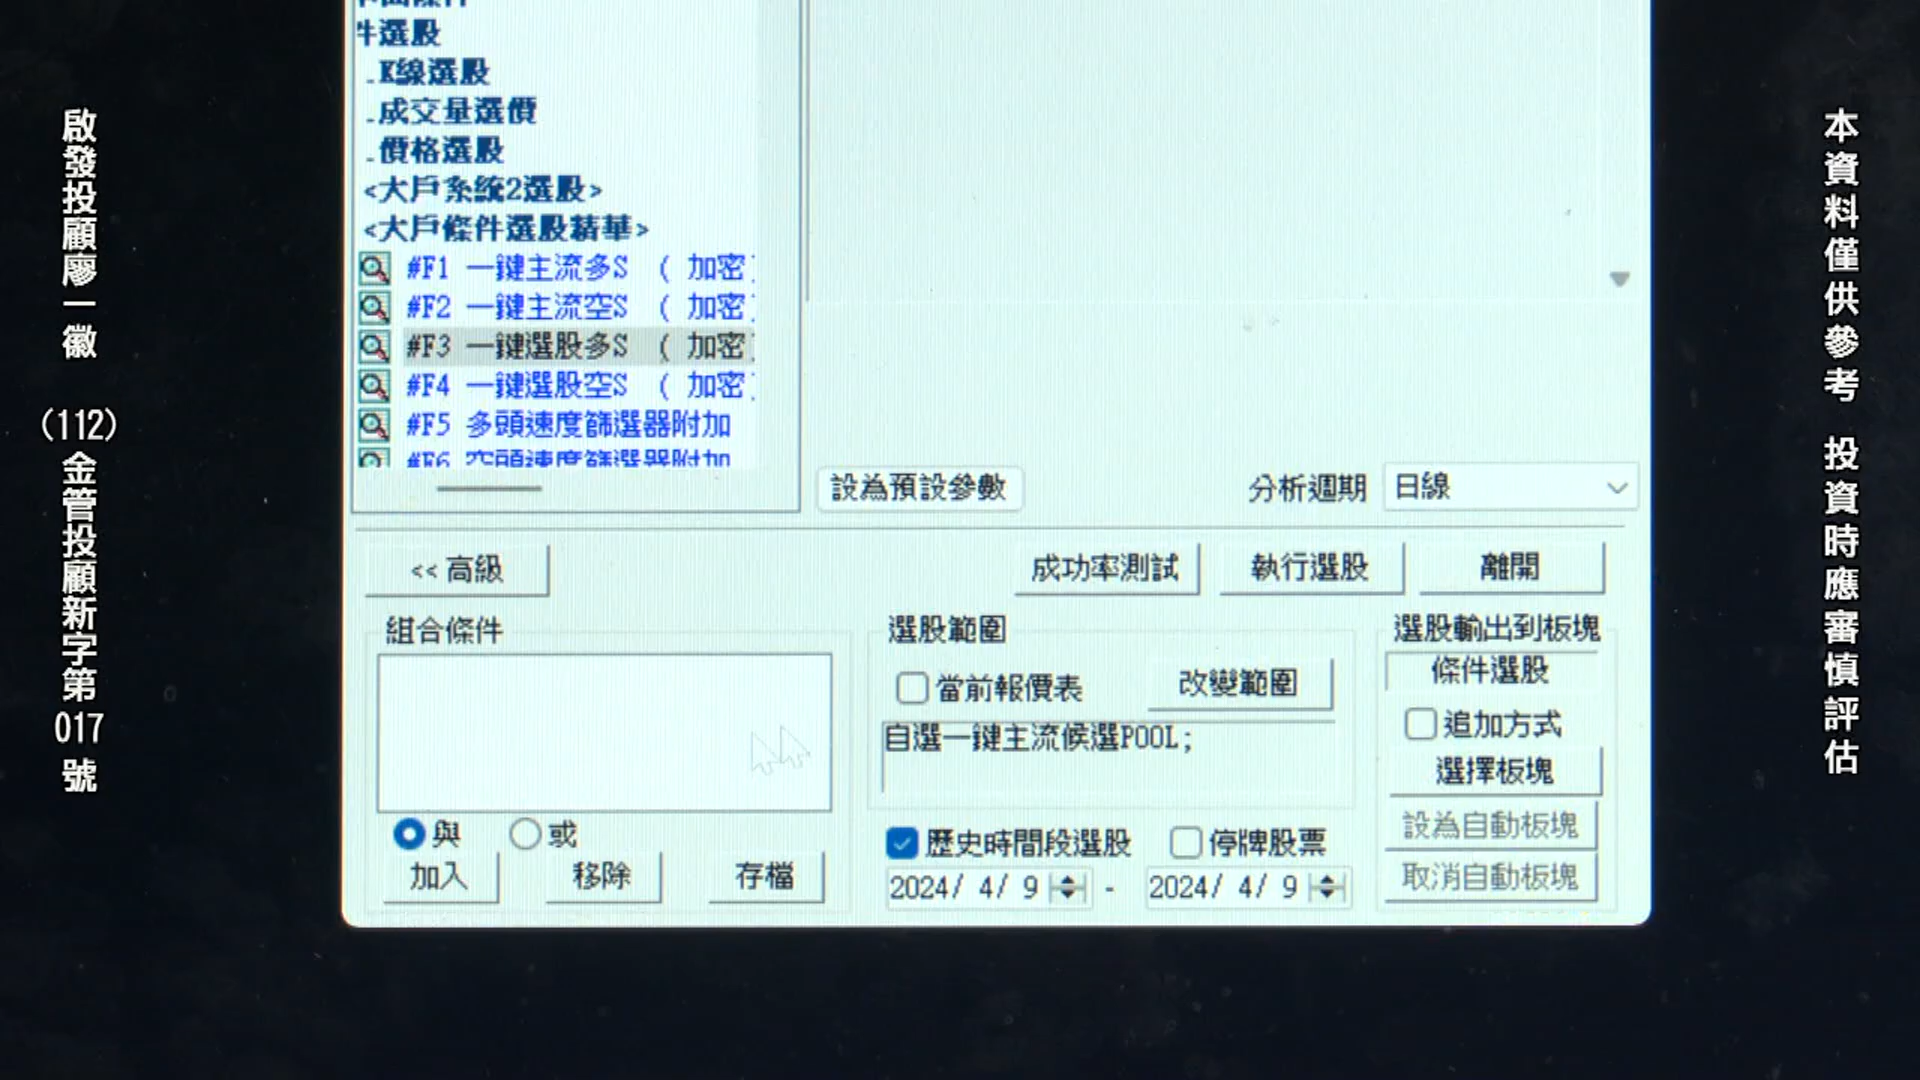 啟發投顧廖一徽 (112)金管投顧新字第017號
件選股
.K線選股
.成交量選價
.價格選股
<大戶系統2選股>
<大戶條件選股精華>
#F1 一鍵主流多S ( 加密)
#F2 一鍵主流空S ( 加密)
#F3 一鍵選股多S ( 加密)
#F4 一鍵選股空S ( 加密)
#F5 多頭速度篩選器附加
#F6 空頭速度篩選器附加
設為預設參數
分析週期 日線
<< 高級
成功率測試
執行選股
離開
組合條件
與
或
加入
移除
存檔
選股範圍
當前報價表
改變範圍
自選一鍵主流候選POOL;
歷史時間段選股
停牌股票
2024/ 4/ 9 - 2024/ 4/ 9
選股輸出到板塊
條件選股
追加方式
選擇板塊
設為自動板塊
取消自動板塊
本資料僅供參考 投資時應審慎評估